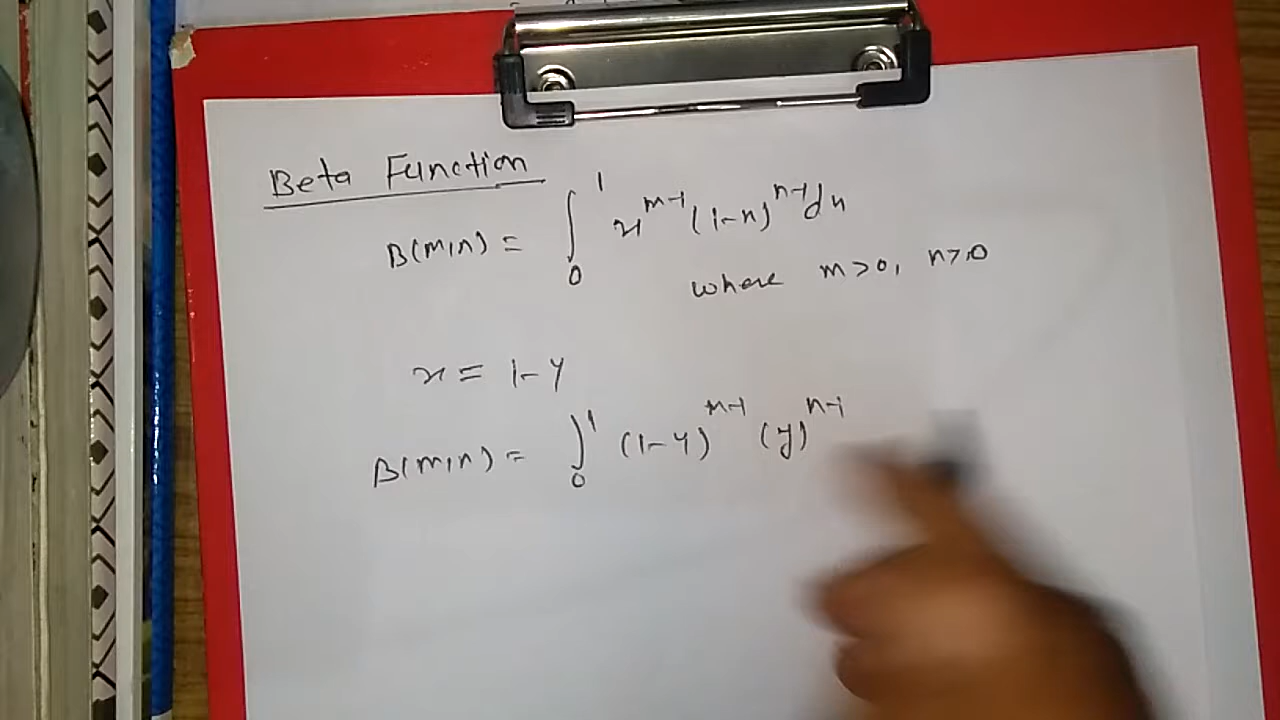 Beta Function
B(m,n) = ∫₀¹ x^{m-1} (1-x)^{n-1} dx
where m>0, n>0
x = 1-y
B(m,n) = ∫₀¹ (1-y)^{m-1} (y)^{n-1}